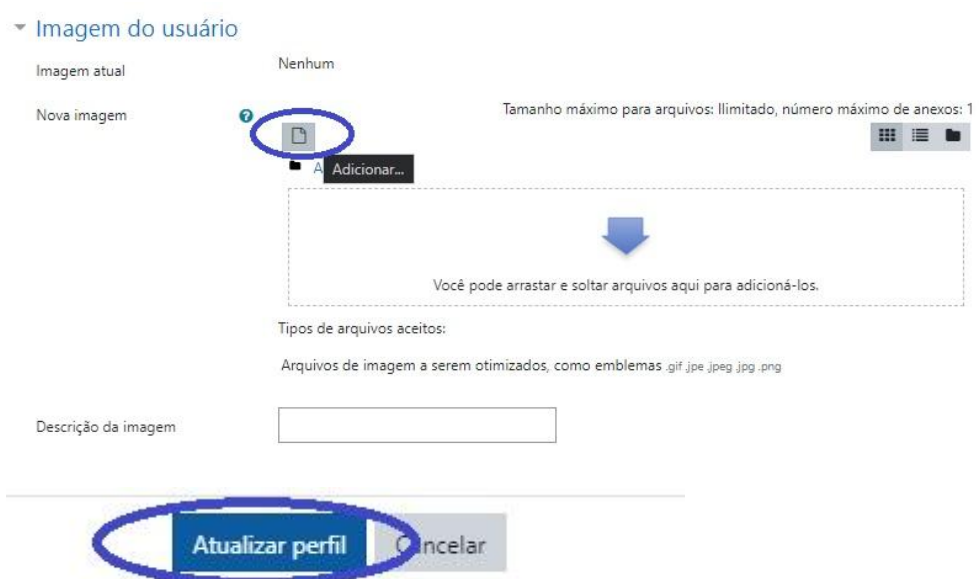 Imagem do usuário
Imagem atual
Nenhum
Nova imagem
Tamanho máximo para arquivos: Ilimitado, número máximo de anexos: 1
A
Adicionar...
Você pode arrastar e soltar arquivos aqui para adicioná-los.
Tipos de arquivos aceitos:
Arquivos de imagem a serem otimizados, como emblemas .gif .jpe .jpeg .jpg .png
Descrição da imagem
Atualizar perfil
Cancelar